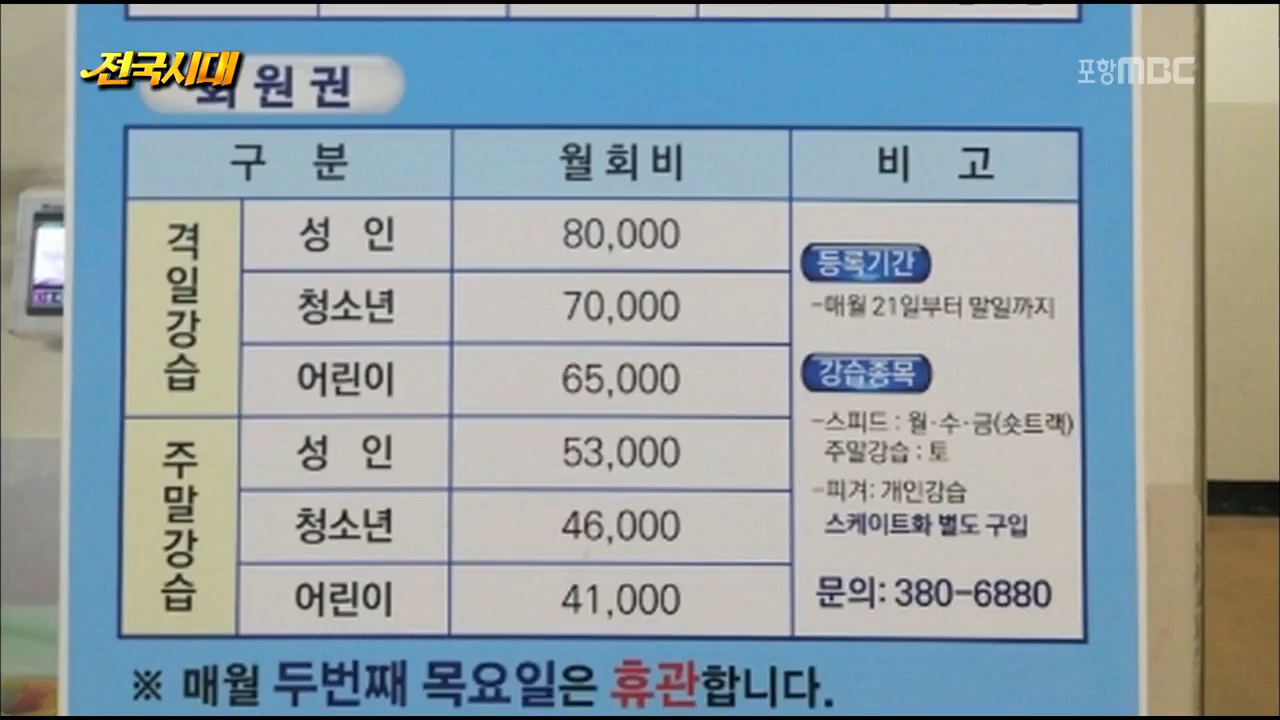 전국시대
포항MBC
회원권
구 분 월회비 비 고
격일강습
성 인 80,000
청소년 70,000
어린이 65,000
주말강습
성 인 53,000
청소년 46,000
어린이 41,000
등록기간
-매월 21일부터 말일까지
강습종목
-스피드 : 월·수·금(숏트랙)
주말강습 : 토
-피겨: 개인강습
스케이트화 별도 구입
문의: 380-6880
※ 매월 두번째 목요일은 휴관합니다.